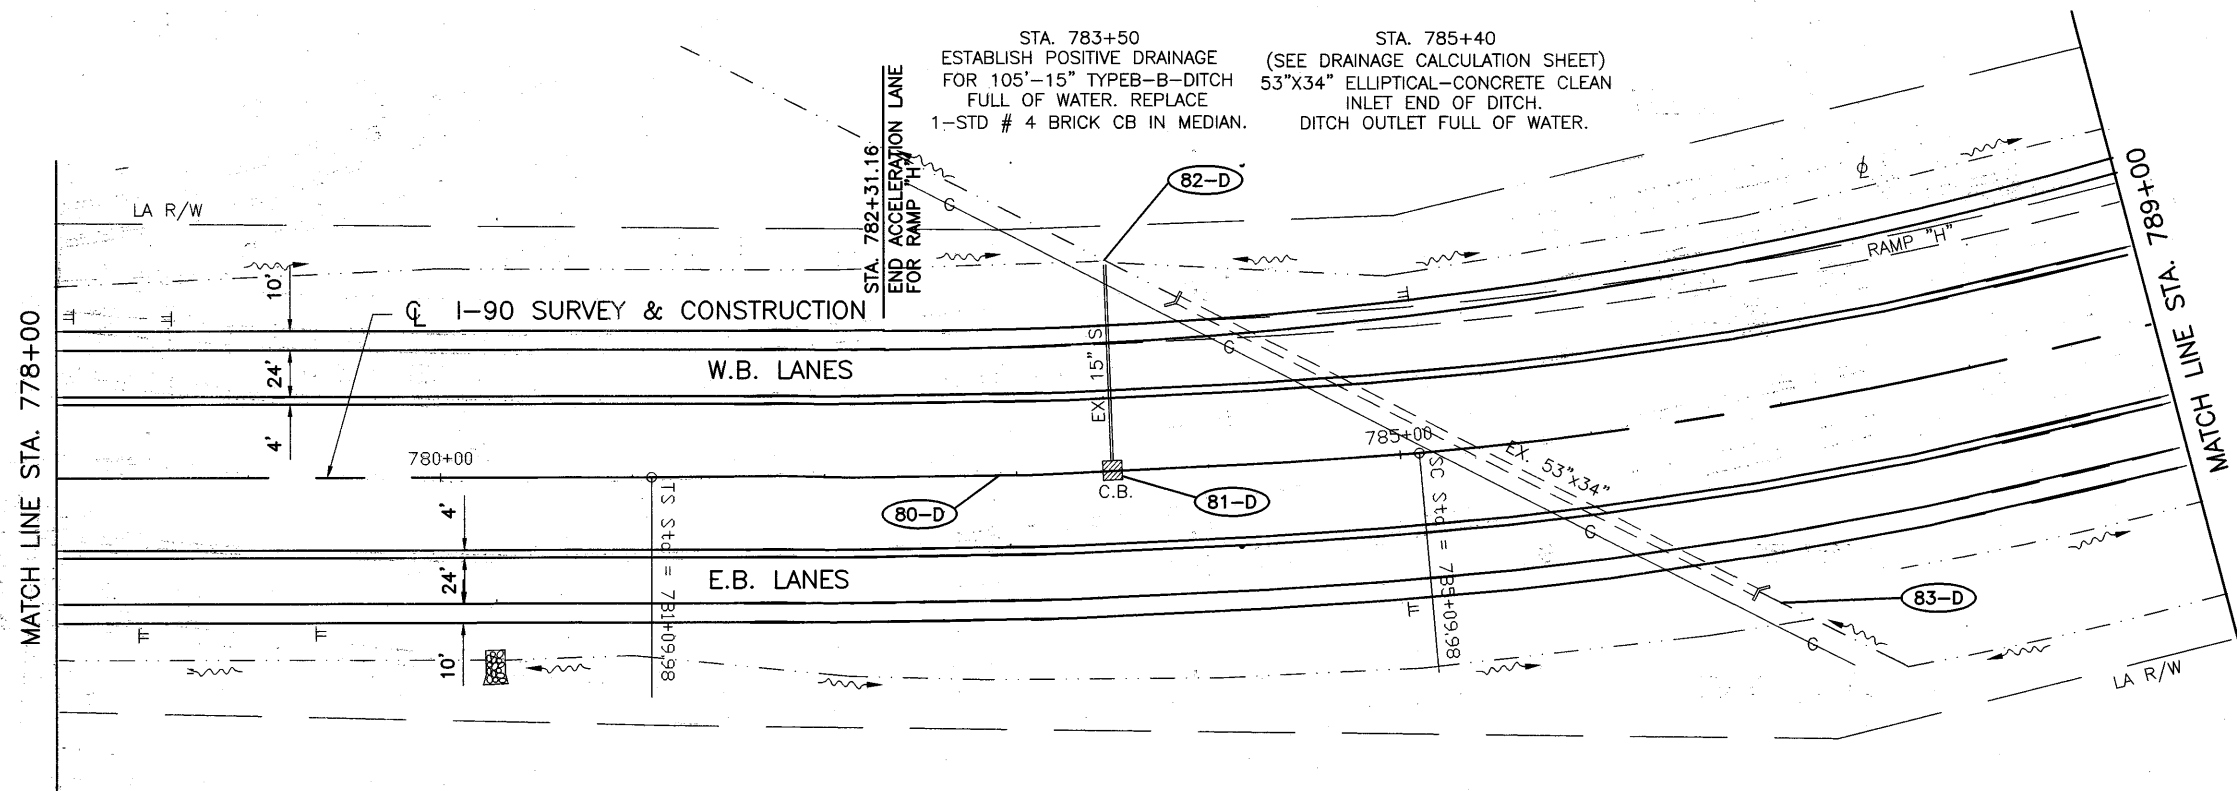 STA. 783+50
ESTABLISH POSITIVE DRAINAGE
FOR 105'-15" TYPEB-B-DITCH
FULL OF WATER. REPLACE
1-STD # 4 BRICK CB IN MEDIAN.
STA. 785+40
(SEE DRAINAGE CALCULATION SHEET)
53"X34" ELLIPTICAL-CONCRETE CLEAN
INLET END OF DITCH.
DITCH OUTLET FULL OF WATER.
STA. 782+31.16
END ACCELERATION LANE
FOR RAMP "H"
82-D
LA R/W
G
RAMP "H"
10'
℄ I-90 SURVEY & CONSTRUCTION
MATCH LINE STA. 778+00
MATCH LINE STA. 789+00
24'
W.B. LANES
EX. 15" S
G
4'
780+00
785+00
C.B.
81-D
80-D
EX. 53"x34"
G
4'
TS Sta = 781+09.98
SC Sta = 785+09.98
24'
E.B. LANES
83-D
10'
G
LA R/W